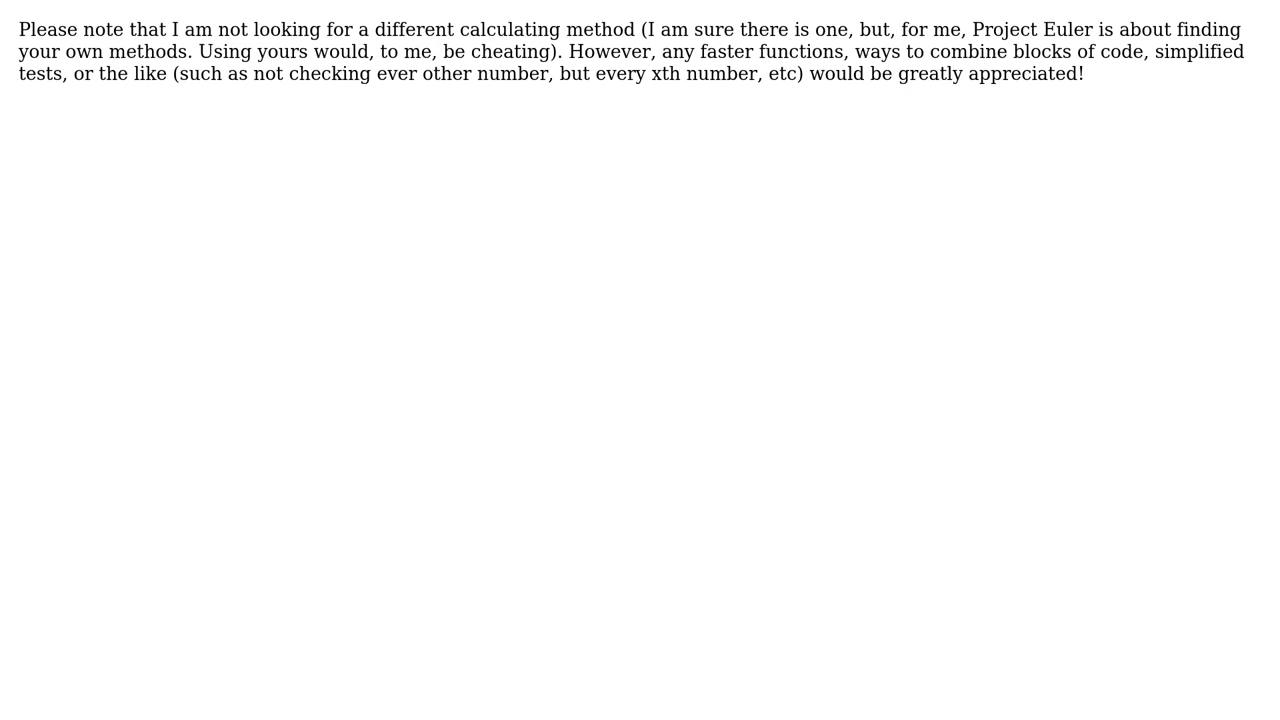 Please note that I am not looking for a different calculating method (I am sure there is one, but, for me, Project Euler is about finding
your own methods. Using yours would, to me, be cheating). However, any faster functions, ways to combine blocks of code, simplified
tests, or the like (such as not checking ever other number, but every xth number, etc) would be greatly appreciated!